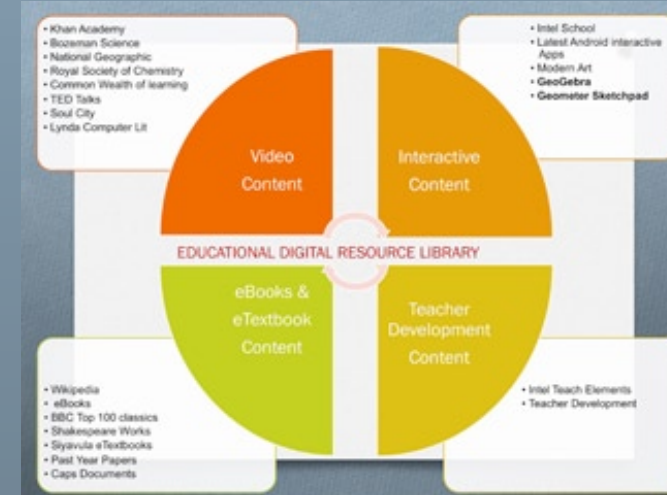 • Khan Academy
• Bozeman Science
• National Geographic
• Royal Society of Chemistry
• Common Wealth of learning
• TED Talks
• Soul City
• Lynda Computer Lit
• Intel School
• Latest Android interactive
Apps
• Modern Art
• GeoGebra
• Geometer Sketchpad
Video
Content
Interactive
Content
EDUCATIONAL DIGITAL RESOURCE LIBRARY
eBooks &
eTextbook
Content
Teacher
Development
Content
• Wikipedia
• eBooks
• BBC Top 100 classics
• Shakespeare Works
• Siyavula eTextbooks
• Past Year Papers
• Caps Documents
• Intel Teach Elements
• Teacher Development